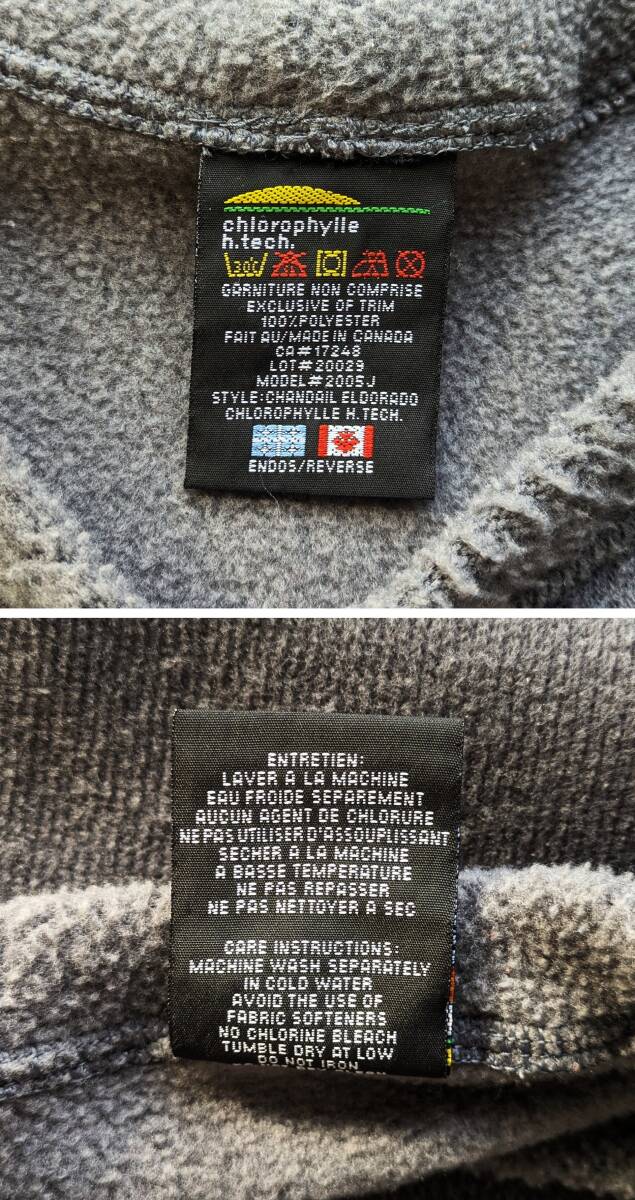 chlorophylle
h.tech.
30c
GARNITURE NON COMPRISE
EXCLUSIVE OF TRIM
100% POLYESTER
FAIT AU/MADE IN CANADA
CA#17248
LOT#20029
MODEL#2005J
STYLE:CHANDAIL ELDORADO
CHLOROPHYLLE H.TECH.
ENDOS/REVERSE
ENTRETIEN:
LAVER A LA MACHINE
EAU FROIDE SEPAREMENT
AUCUN AGENT DE CHLORURE
NE PAS UTILISER D'ASSOUPLISSANT
SECHER A LA MACHINE
A BASSE TEMPERATURE
NE PAS REPASSER
NE PAS NETTOYER A SEC
CARE INSTRUCTIONS:
MACHINE WASH SEPARATELY
IN COLD WATER
AVOID THE USE OF
FABRIC SOFTENERS
NO CHLORINE BLEACH
TUMBLE DRY AT LOW
DO NOT IRON